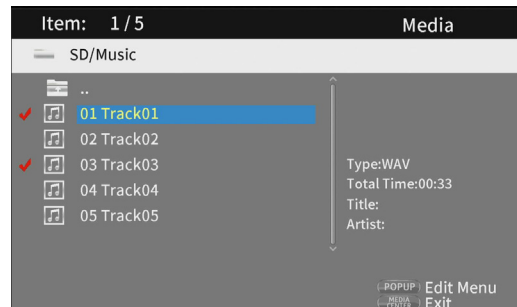 Item: 1/5 Media
SD/Music
..
01 Track01
02 Track02
03 Track03
04 Track04
05 Track05
Type:WAV
Total Time:00:33
Title:
Artist:
POPUP Edit Menu
MEDIA CENTER Exit